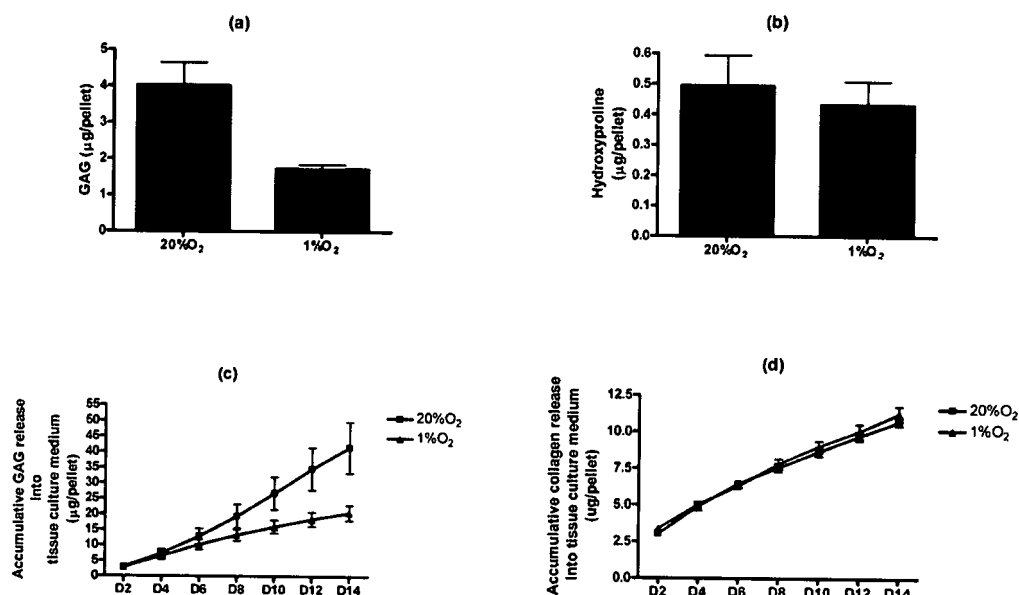 (a)
GAG (µg/pellet)
5
4
3
2
1
0
20%O₂
1%O₂
(b)
Hydroxyproline
(µg/pellet)
0.6
0.5
0.4
0.3
0.2
0.1
0.0
20%O₂
1%O₂
(c)
Accumulative GAG release
into
tissue culture medium
(µg/pellet)
55
50
45
40
35
30
25
20
15
10
5
0
D2 D4 D6 D8 D10 D12 D14
20%O₂
1%O₂
(d)
Accumulative collagen release
into tissue culture medium
(ug/pellet)
12.5
10.0
7.5
5.0
2.5
0.0
D2 D4 D6 D8 D10 D12 D14
20%O₂
1%O₂